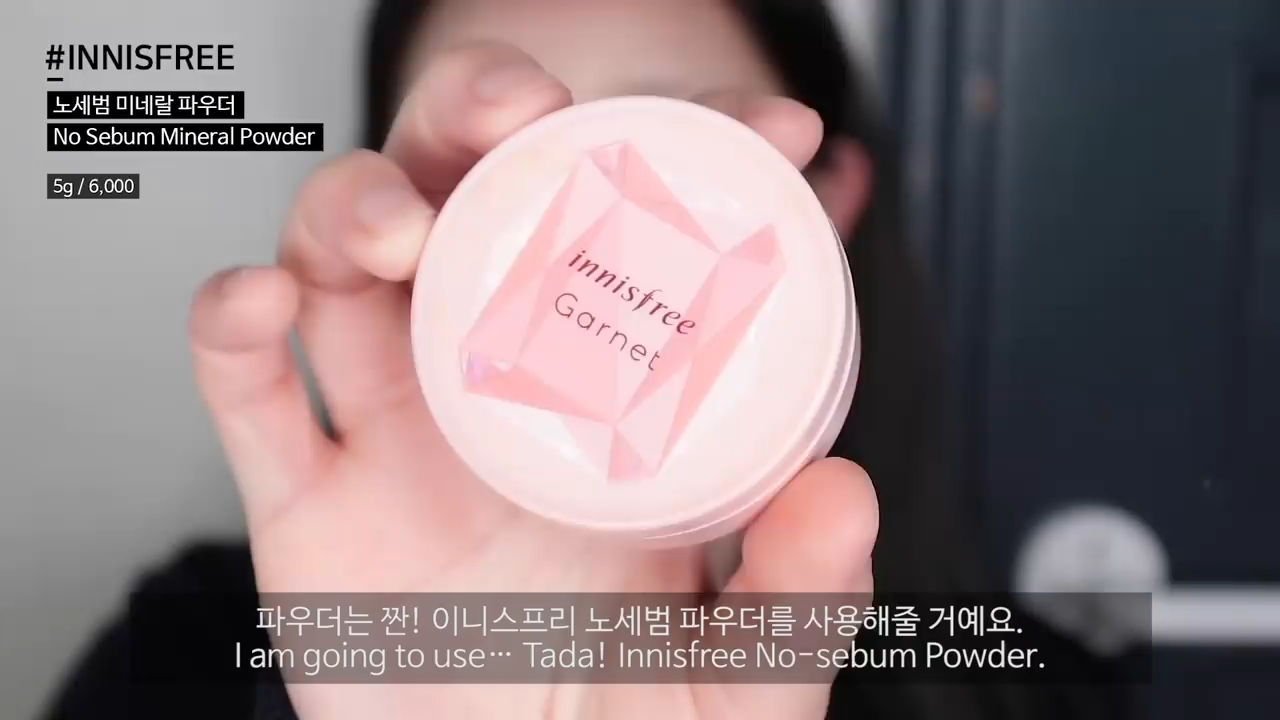 #INNISFREE
노세범 미네랄 파우더
No Sebum Mineral Powder
5g / 6,000
innisfree
Garnet
파우더는 짠! 이니스프리 노세범 파우더를 사용해줄 거예요.
I am going to use… Tada! Innisfree No-sebum Powder.